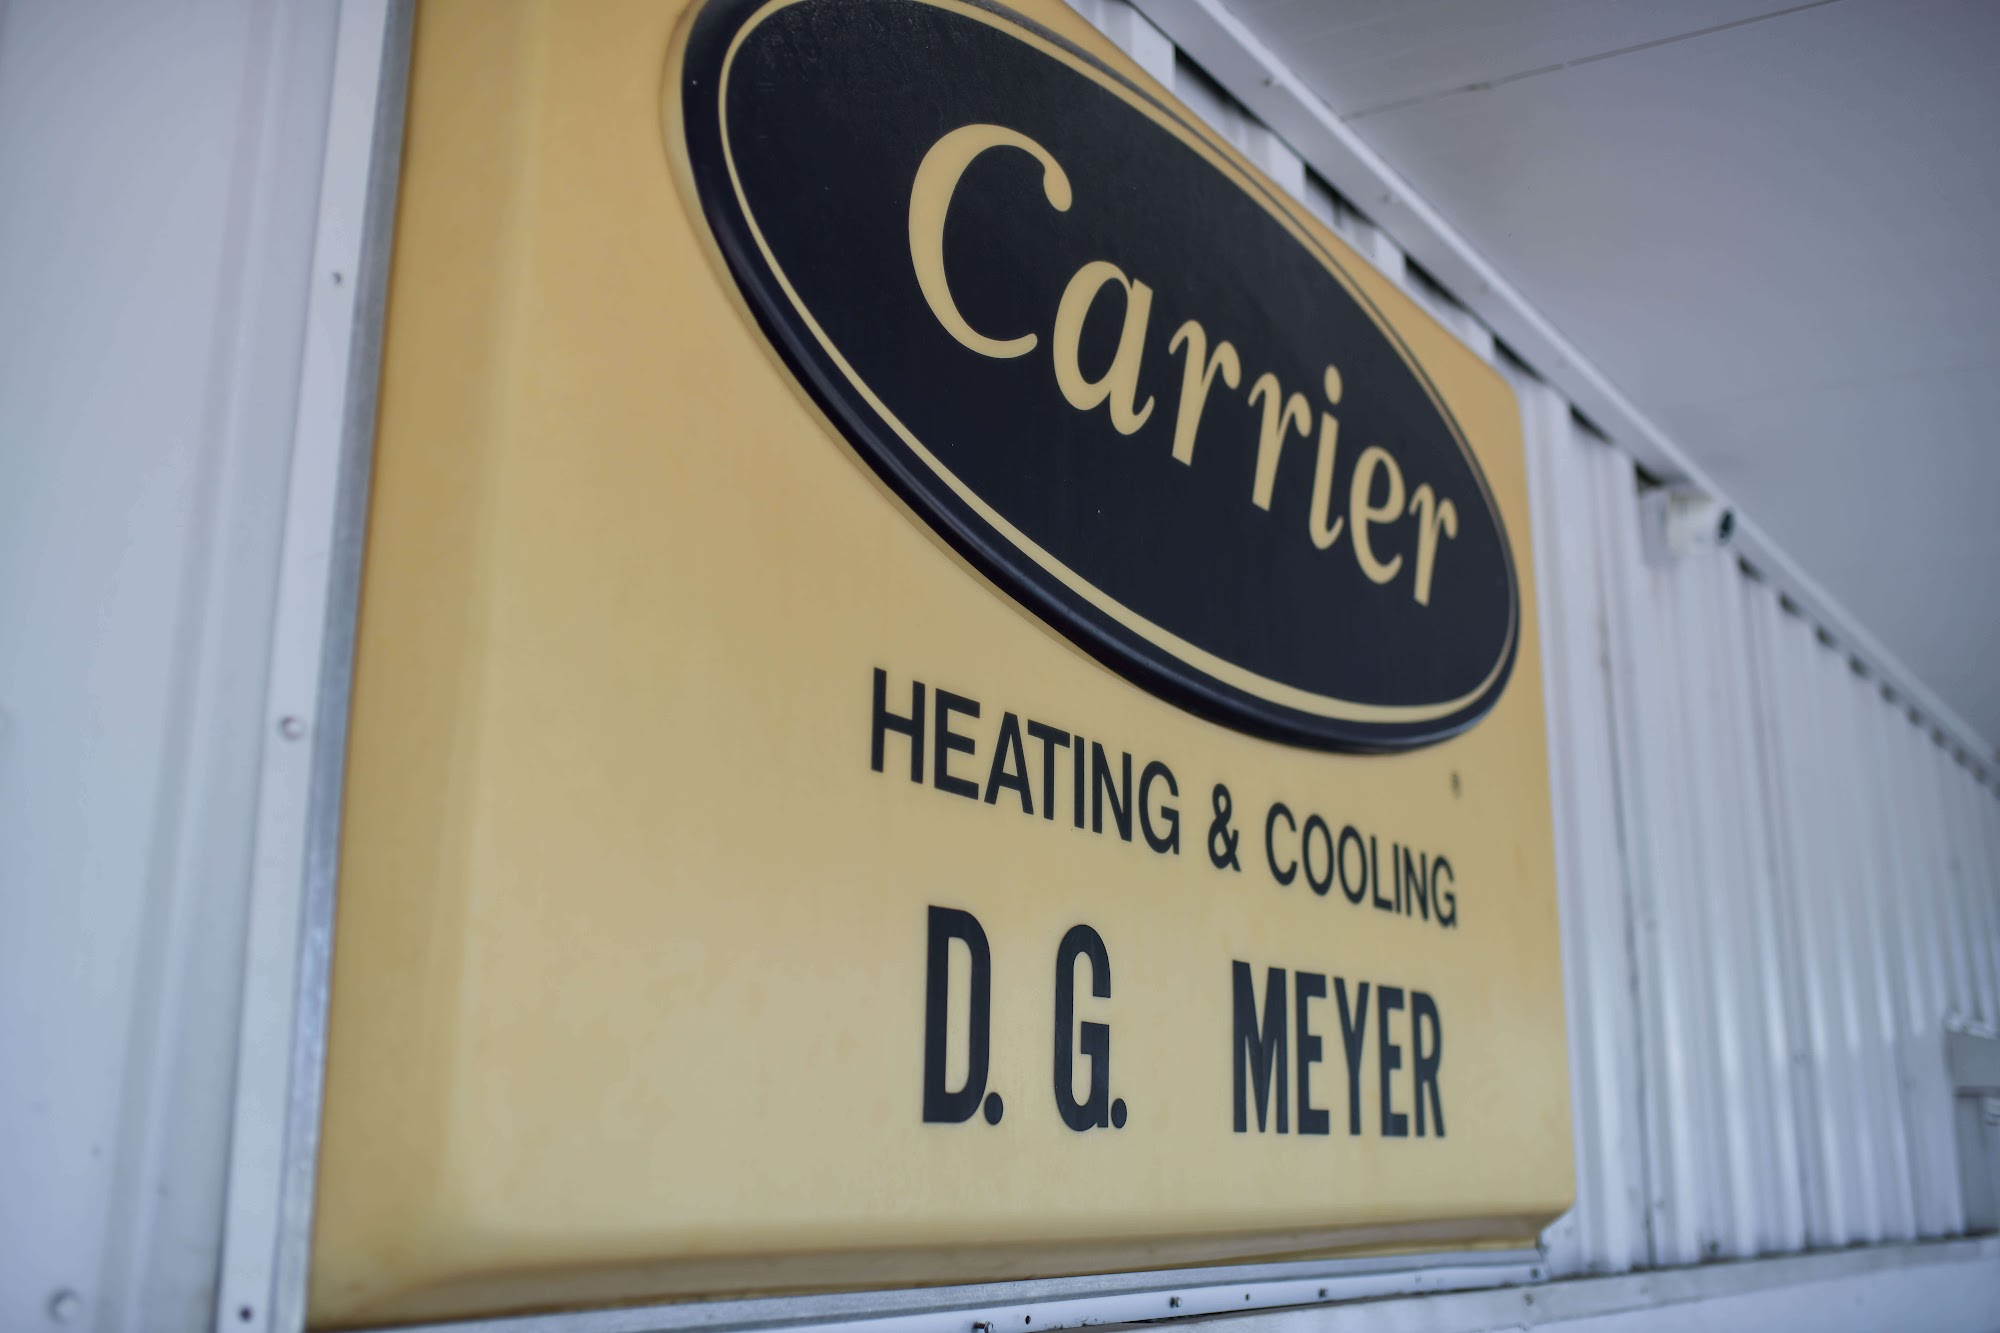 Carrier
HEATING & COOLING
D. G. MEYER